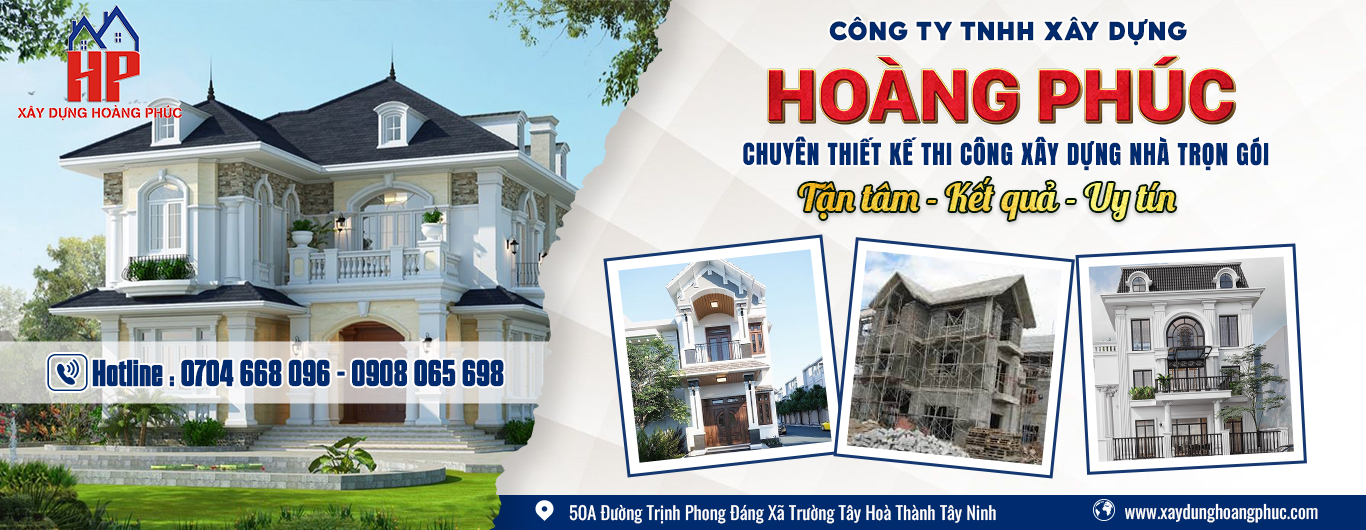 HP
XÂY DỰNG HOÀNG PHÚC
CÔNG TY TNHH XÂY DỰNG
HOÀNG PHÚC
CHUYÊN THIẾT KẾ THI CÔNG XÂY DỰNG NHÀ TRỌN GÓI
Tận tâm - Kết quả - Uy tín
Hotline : 0704 668 096 - 0908 065 698
50A Đường Trịnh Phong Đáng Xã Trường Tây Hoà Thành Tây Ninh
www.xaydunghoangphuc.com